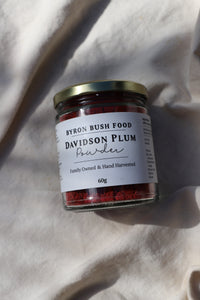 BYRON BUSH FOOD
DAVIDSON PLUM
Powder
Family Owned & Hand Harvested
60g